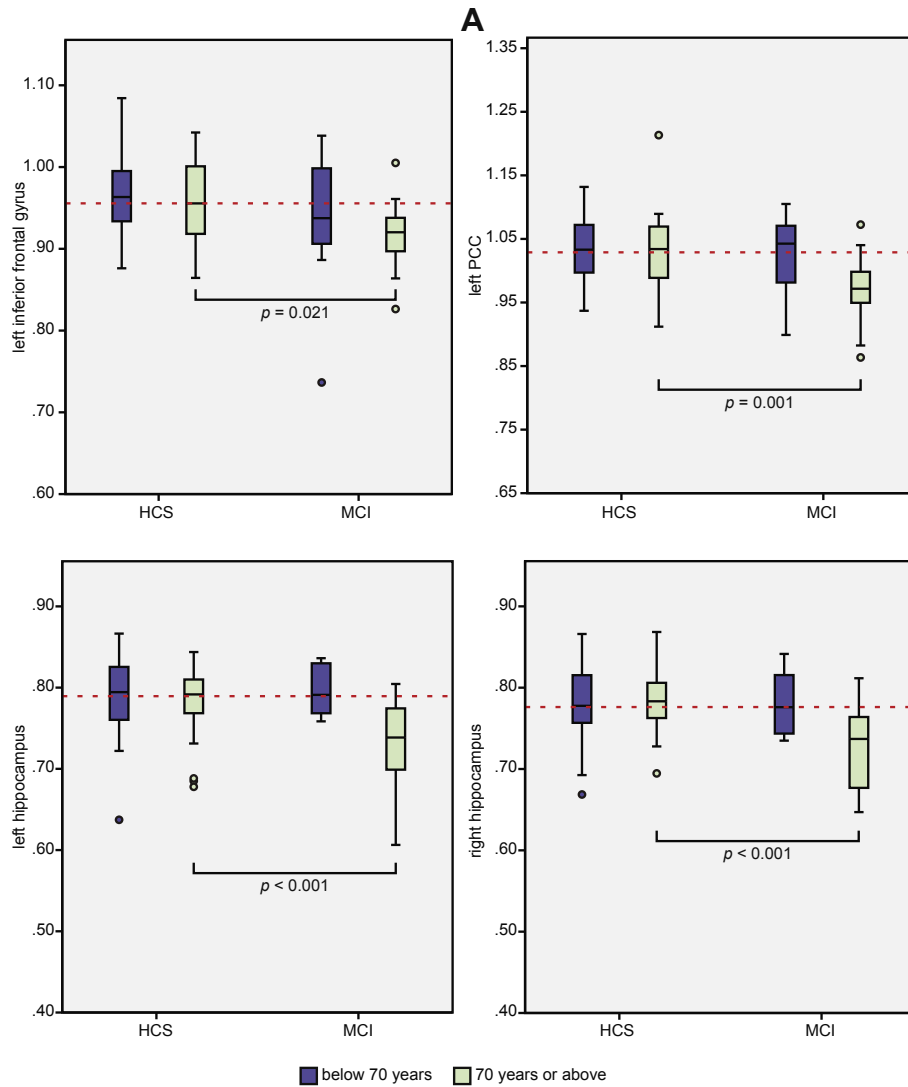 A
left inferior frontal gyrus
1.10
1.00
.90
.80
.70
.60
p = 0.021
HCS MCI
left PCC
1.35
1.25
1.15
1.05
.95
.85
.75
.65
p = 0.001
HCS MCI
left hippocampus
.90
.80
.70
.60
.50
.40
p < 0.001
HCS MCI
right hippocampus
.90
.80
.70
.60
.50
.40
p < 0.001
HCS MCI
below 70 years 70 years or above